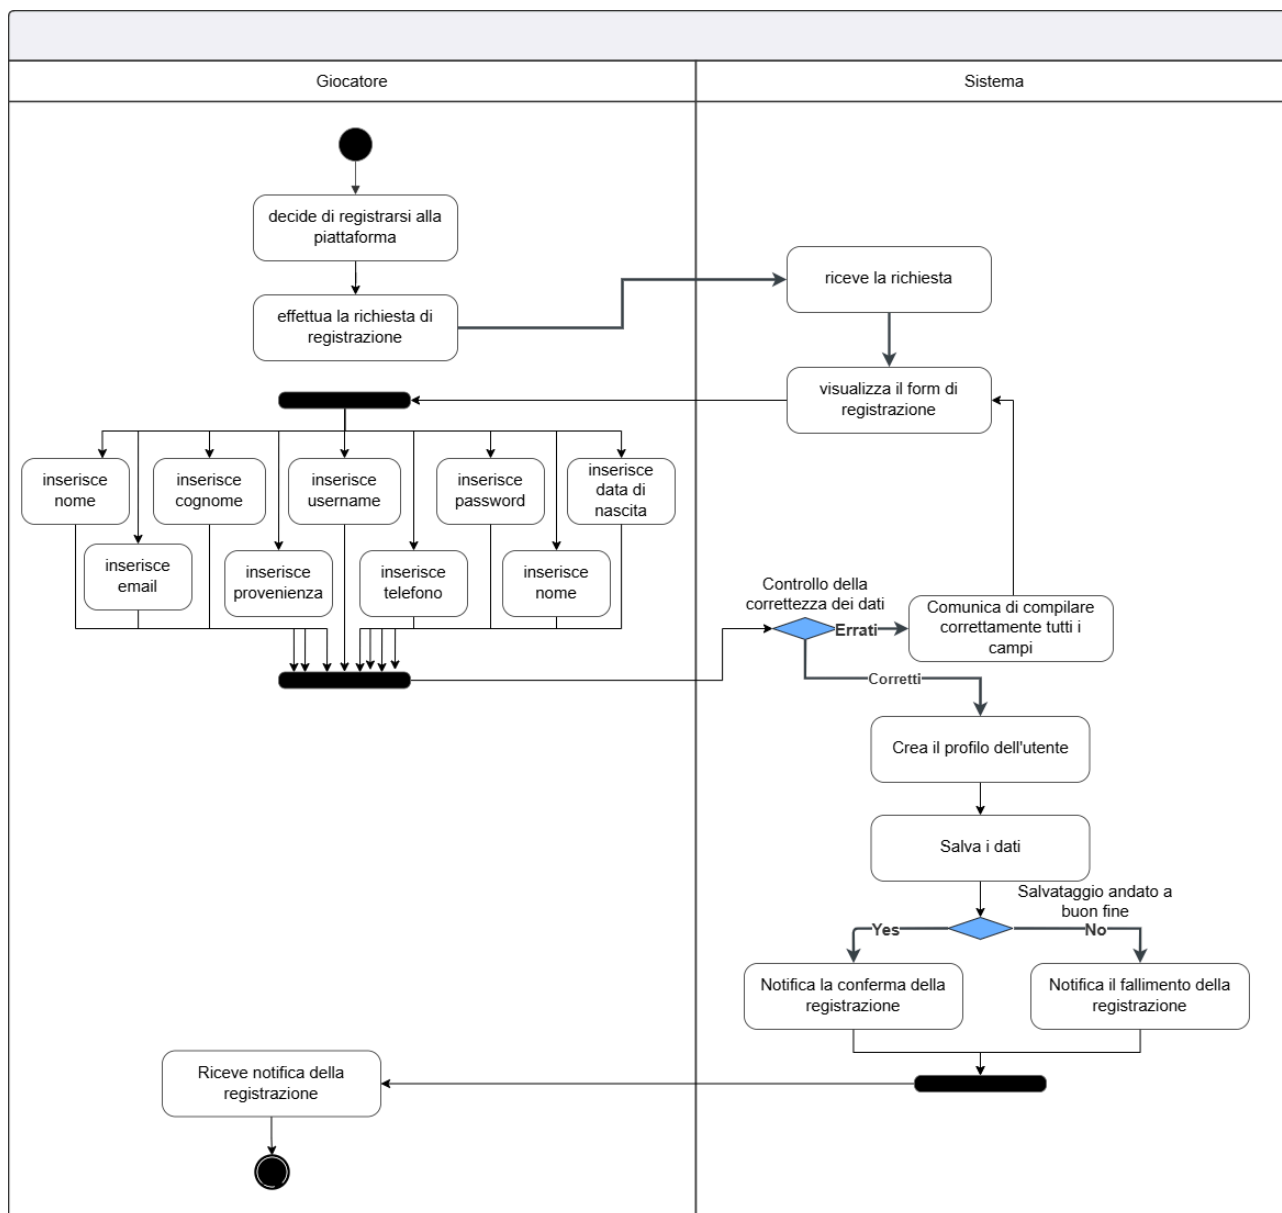 Giocatore
Sistema
decide di registrarsi alla
piattaforma
effettua la richiesta di
registrazione
riceve la richiesta
visualizza il form di
registrazione
inserisce
nome
inserisce
cognome
inserisce
username
inserisce
password
inserisce
data di
nascita
inserisce
email
inserisce
provenienza
inserisce
telefono
inserisce
nome
Controllo della
correttezza dei dati
Errati
Comunica di compilare
correttamente tutti i
campi
Corretti
Crea il profilo dell'utente
Salva i dati
Salvataggio andato a
buon fine
Yes
No
Notifica la conferma della
registrazione
Notifica il fallimento della
registrazione
Riceve notifica della
registrazione